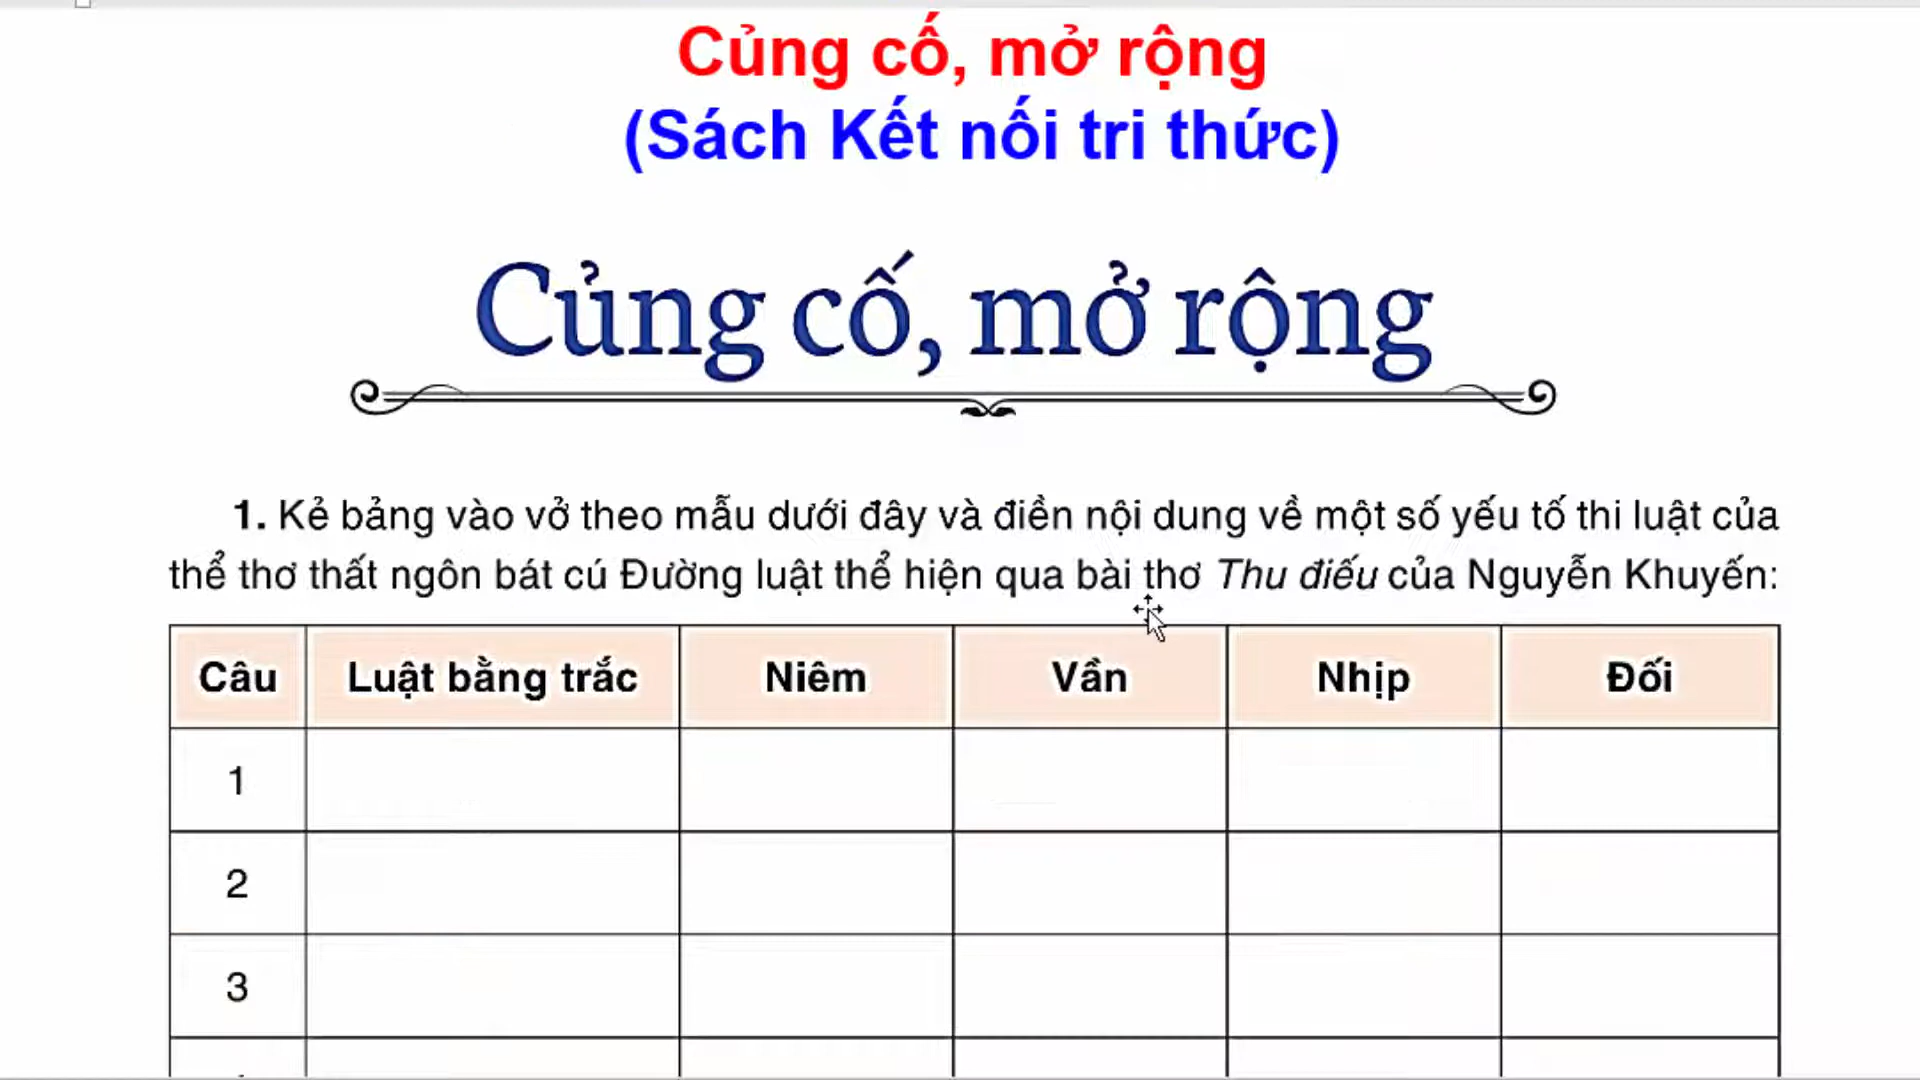 Củng cố, mở rộng
(Sách Kết nối tri thức)
Củng cố, mở rộng
1. Kẻ bảng vào vở theo mẫu dưới đây và điền nội dung về một số yếu tố thi luật của
thể thơ thất ngôn bát cú Đường luật thể hiện qua bài thơ Thu điếu của Nguyễn Khuyến:
Câu Luật bằng trắc Niêm Vần Nhịp Đối
1
2
3